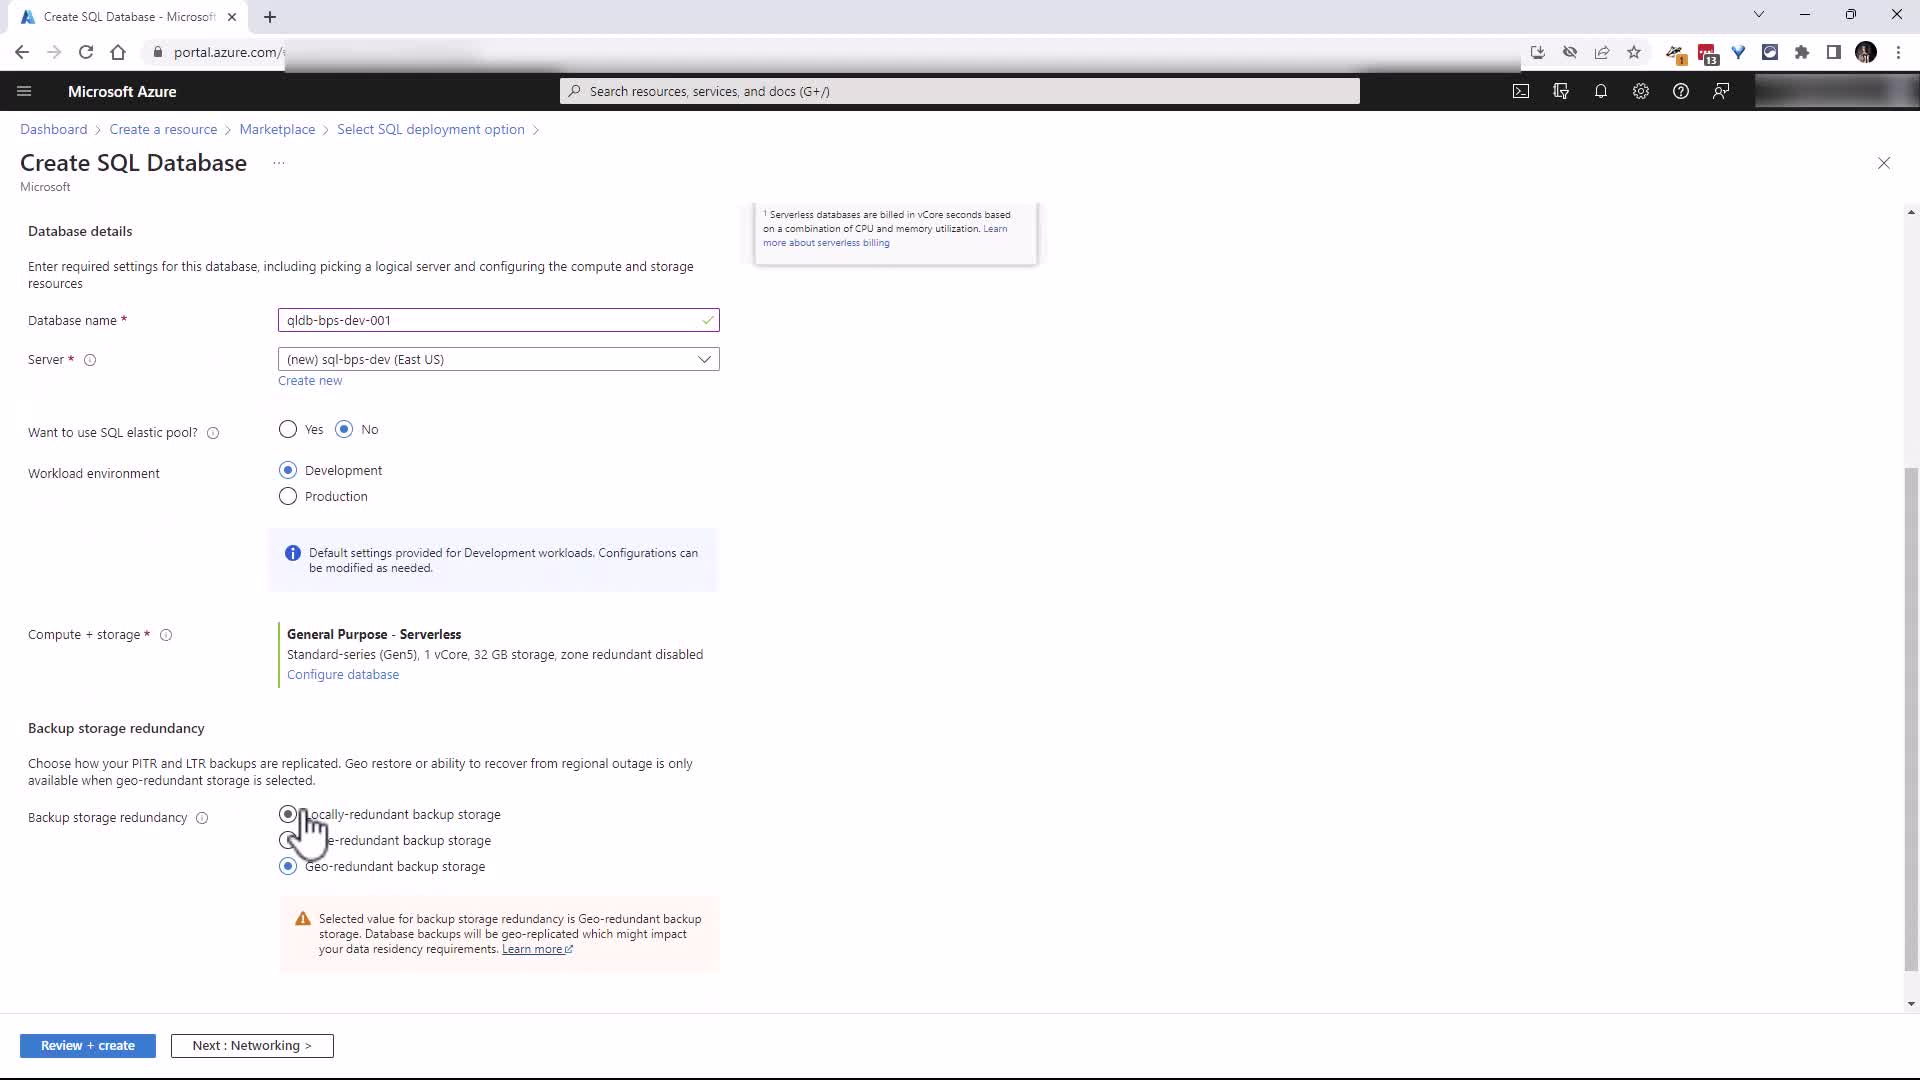 Create SQL Database - Microsoft
portal.azure.com/
1
13
Microsoft Azure
Search resources, services, and docs (G+/)
Dashboard > Create a resource > Marketplace > Select SQL deployment option >
Create SQL Database ...
Microsoft
Database details
Enter required settings for this database, including picking a logical server and configuring the compute and storage
resources
1 Serverless databases are billed in vCore seconds based
on a combination of CPU and memory utilization. Learn
more about serverless billing
Database name *
qldb-bps-dev-001
Server *
(new) sql-bps-dev (East US)
Create new
Want to use SQL elastic pool?
Yes
No
Workload environment
Development
Production
Default settings provided for Development workloads. Configurations can
be modified as needed.
Compute + storage *
General Purpose - Serverless
Standard-series (Gen5), 1 vCore, 32 GB storage, zone redundant disabled
Configure database
Backup storage redundancy
Choose how your PITR and LTR backups are replicated. Geo restore or ability to recover from regional outage is only
available when geo-redundant storage is selected.
Backup storage redundancy
ocally-redundant backup storage
e-redundant backup storage
Geo-redundant backup storage
Selected value for backup storage redundancy is Geo-redundant backup
storage. Database backups will be geo-replicated which might impact
your data residency requirements. Learn more
Review + create
Next : Networking >